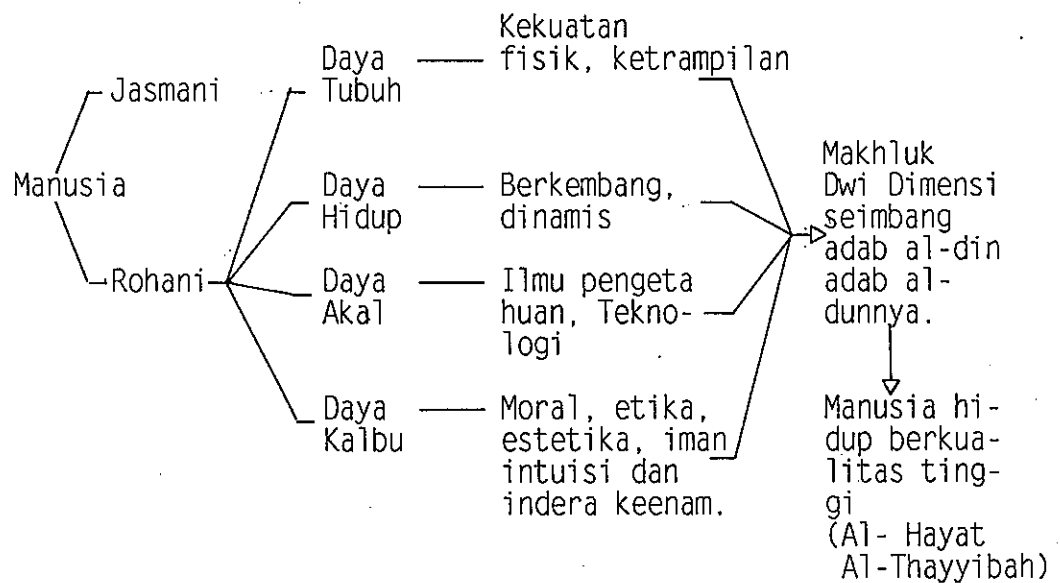 Manusia
Jasmani
Rohani
Daya
Tubuh
Daya
Hidup
Daya
Akal
Daya
Kalbu
Kekuatan
fisik, ketrampilan
Berkembang,
dinamis
Ilmu pengeta
huan, Tekno-
logi
Moral, etika,
estetika, iman
intuisi dan
indera keenam.
Makhluk
Dwi Dimensi
seimbang
adab al-din
adab al-
dunnya.
Manusia hi-
dup berkua-
litas ting-
gi
(Al- Hayat
Al-Thayyibah)